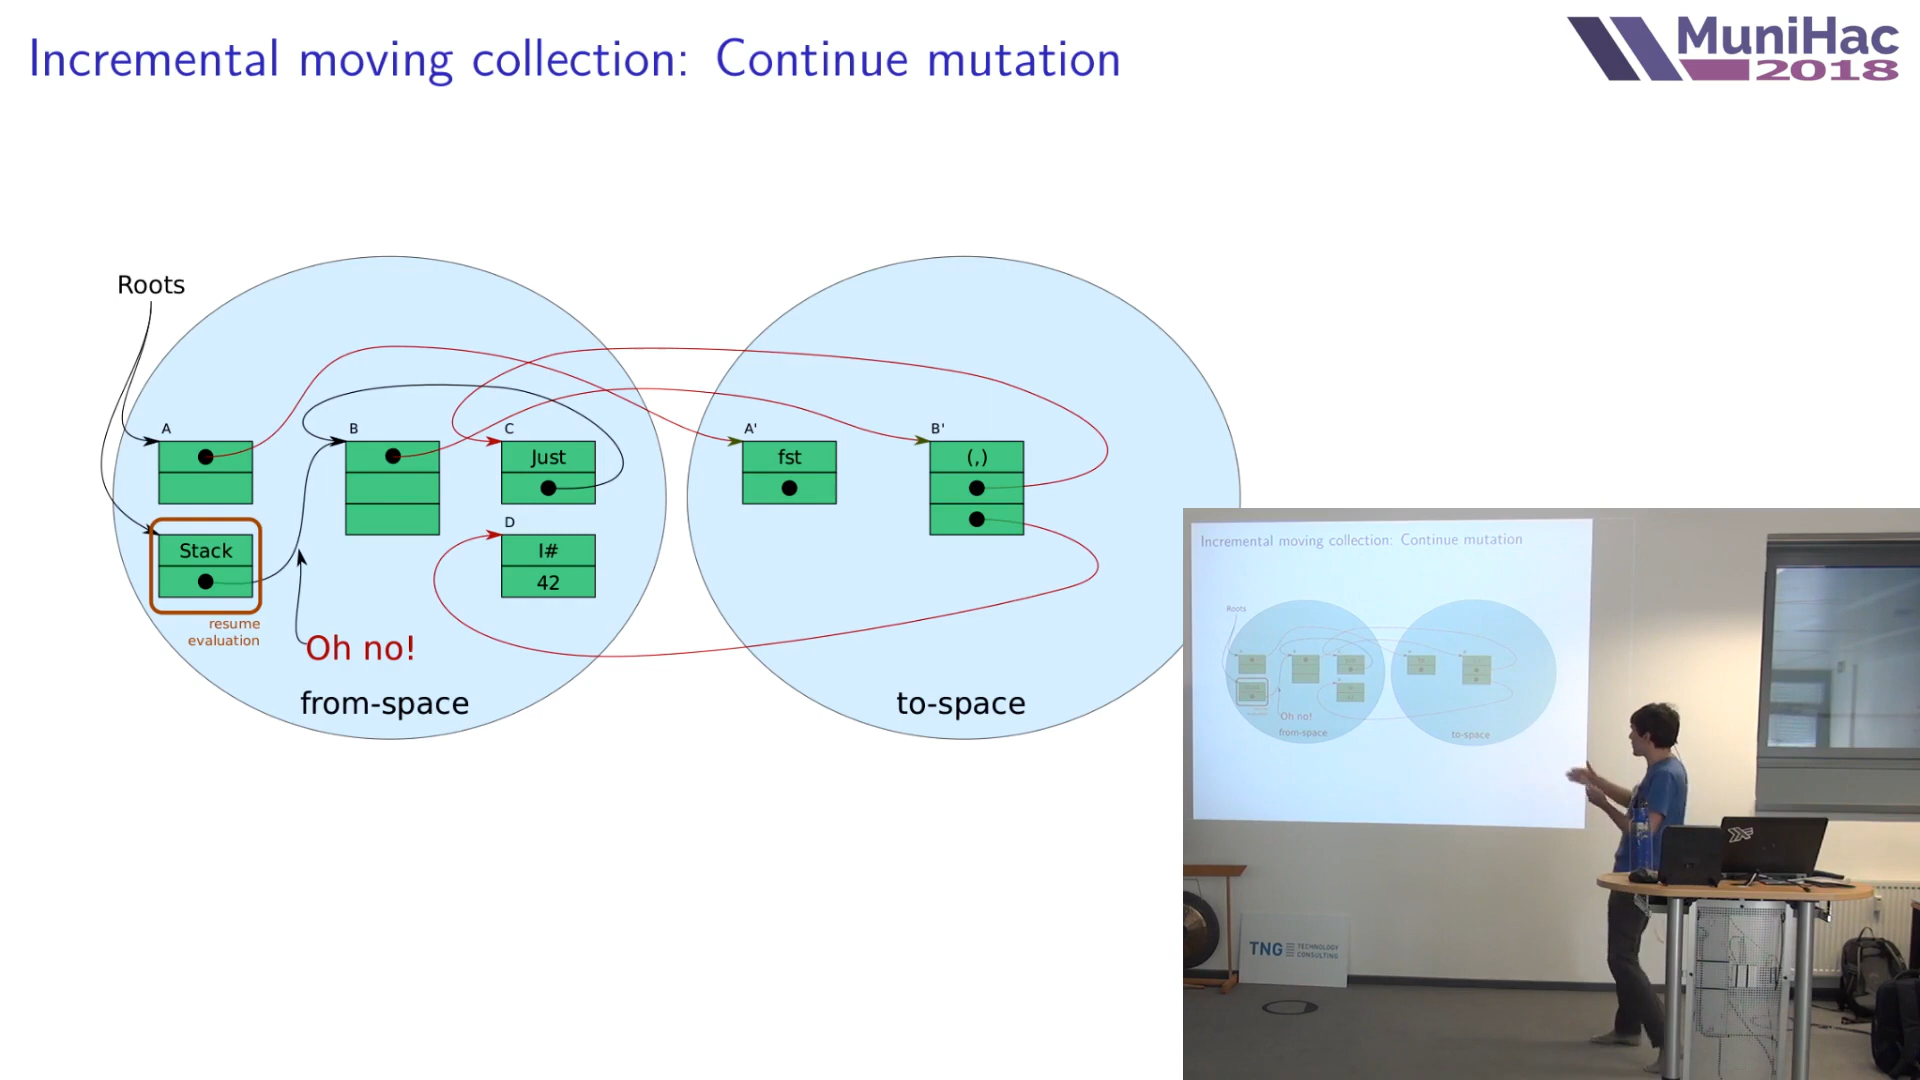 Incremental moving collection: Continue mutation
MuniHac
2018
Roots
A
B
C
A'
B'
Just
fst
(,)
D
Stack
I#
42
resume
evaluation
Oh no!
from-space
to-space
Incremental moving collection: Continue mutation
Roots
Oh no!
from-space
to-space
TNG TECHNOLOGY
CONSULTING